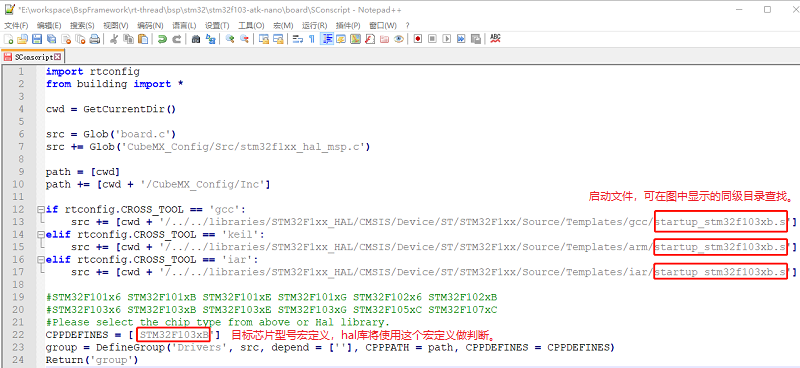 *E:\workspace\BspFramework\rt-thread\bsp\stm32\stm32f103-atk-nano\board\SConscript - Notepad++
文件(F) 编辑(E) 搜索(S) 视图(V) 编码(N) 语言(L) 设置(T) 工具(O) 宏(M) 运行(R) 插件(P) 窗口(W) ?
SConscript
1 import rtconfig
2 from building import *
3
4 cwd = GetCurrentDir()
5
6 src = Glob('board.c')
7 src += Glob('CubeMX_Config/Src/stm32f1xx_hal_msp.c')
8
9 path = [cwd]
10 path += [cwd + '/CubeMX_Config/Inc']
11
启动文件，可在图中显示的同级目录查找。
12 if rtconfig.CROSS_TOOL == 'gcc':
13 src += [cwd + '/../../libraries/STM32F1xx_HAL/CMSIS/Device/ST/STM32F1xx/Source/Templates/gcc/startup_stm32f103xb.s']
14 elif rtconfig.CROSS_TOOL == 'keil':
15 src += [cwd + '/../../libraries/STM32F1xx_HAL/CMSIS/Device/ST/STM32F1xx/Source/Templates/arm/startup_stm32f103xb.s']
16 elif rtconfig.CROSS_TOOL == 'iar':
17 src += [cwd + '/../../libraries/STM32F1xx_HAL/CMSIS/Device/ST/STM32F1xx/Source/Templates/iar/startup_stm32f103xb.s']
18
19 #STM32F101x6 STM32F101xB STM32F101xE STM32F101xG STM32F102x6 STM32F102xB
20 #STM32F103x6 STM32F103xB STM32F103xE STM32F103xG STM32F105xC STM32F107xC
21 #Please select the chip type from above or Hal library.
22 CPPDEFINES = ['STM32F103xB'] 目标芯片型号宏定义，hal库将使用这个宏定义做判断。
23 group = DefineGroup('Drivers', src, depend = [''], CPPPATH = path, CPPDEFINES = CPPDEFINES)
24 Return('group')